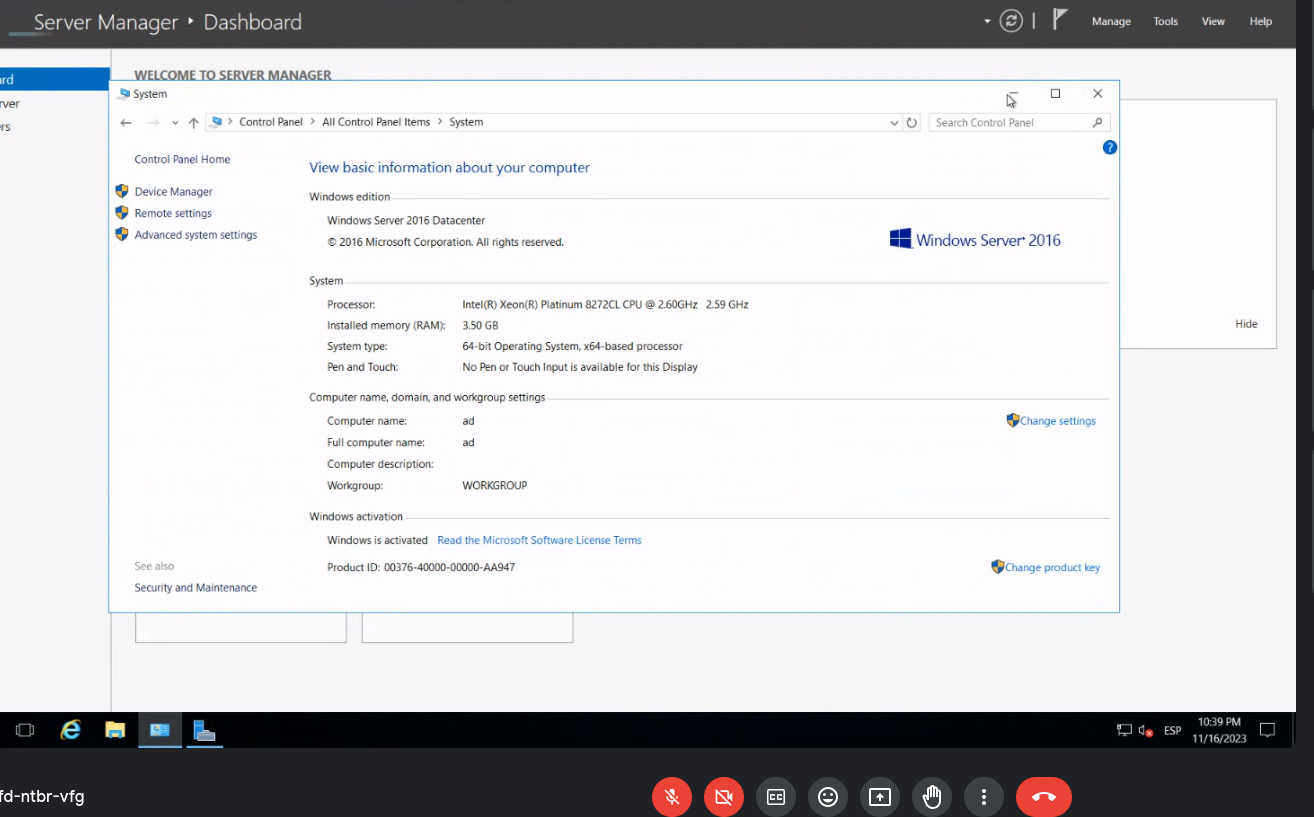 Server Manager ‣ Dashboard
Manage Tools View Help
WELCOME TO SERVER MANAGER
rd
rver
rs
System
Control Panel > All Control Panel Items > System
Search Control Panel
Control Panel Home
Device Manager
Remote settings
Advanced system settings
View basic information about your computer
Windows edition
Windows Server 2016 Datacenter
© 2016 Microsoft Corporation. All rights reserved.
Windows Server® 2016
System
Processor: Intel(R) Xeon(R) Platinum 8272CL CPU @ 2.60GHz 2.59 GHz
Installed memory (RAM): 3.50 GB
System type: 64-bit Operating System, x64-based processor
Pen and Touch: No Pen or Touch Input is available for this Display
Hide
Computer name, domain, and workgroup settings
Computer name: ad
Change settings
Full computer name: ad
Computer description:
Workgroup: WORKGROUP
Windows activation
Windows is activated Read the Microsoft Software License Terms
Product ID: 00376-40000-00000-AA947
Change product key
See also
Security and Maintenance
ESP
10:39 PM
11/16/2023
fd-ntbr-vfg